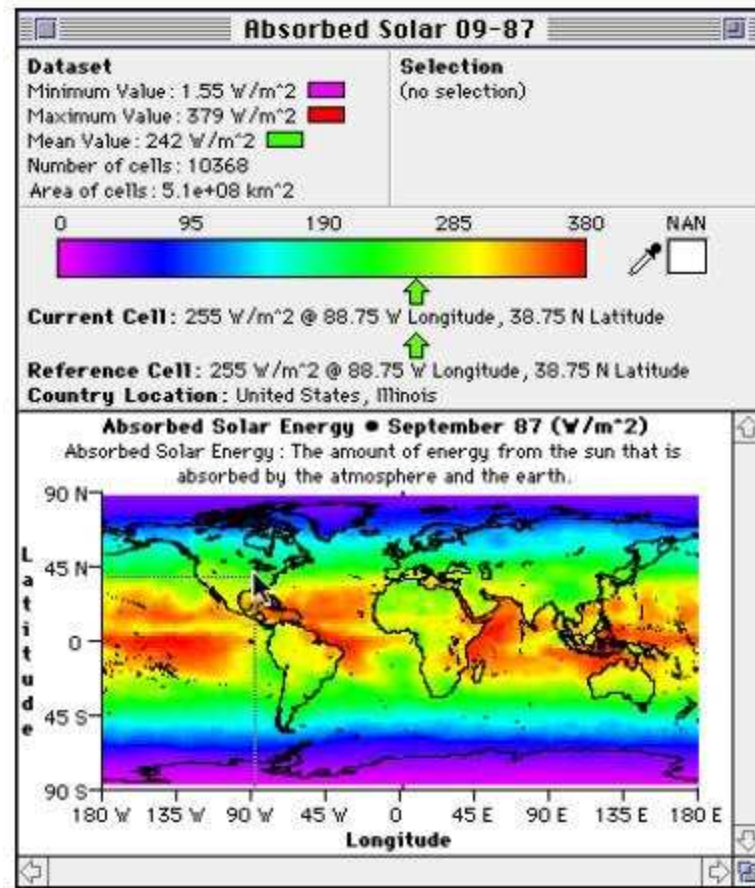 Absorbed Solar 09-87
Dataset
Minimum Value : 1.55 W/m^2
Maximum Value : 379 W/m^2
Mean Value : 242 W/m^2
Number of cells : 10368
Area of cells : 5.1e+08 km^2
Selection
(no selection)
0 95 190 285 380 NAN
Current Cell : 255 W/m^2 @ 88.75 W Longitude , 38.75 N Latitude
Reference Cell : 255 W/m^2 @ 88.75 W Longitude , 38.75 N Latitude
Country Location : United States , Illinois
Absorbed Solar Energy ● September 87 (W/m^2)
Absorbed Solar Energy : The amount of energy from the sun that is
absorbed by the atmosphere and the earth.
90 N
45 N
0
45 S
90 S
Latitude
180 W 135 W 90 W 45 W 0 45 E 90 E 135 E 180 E
Longitude